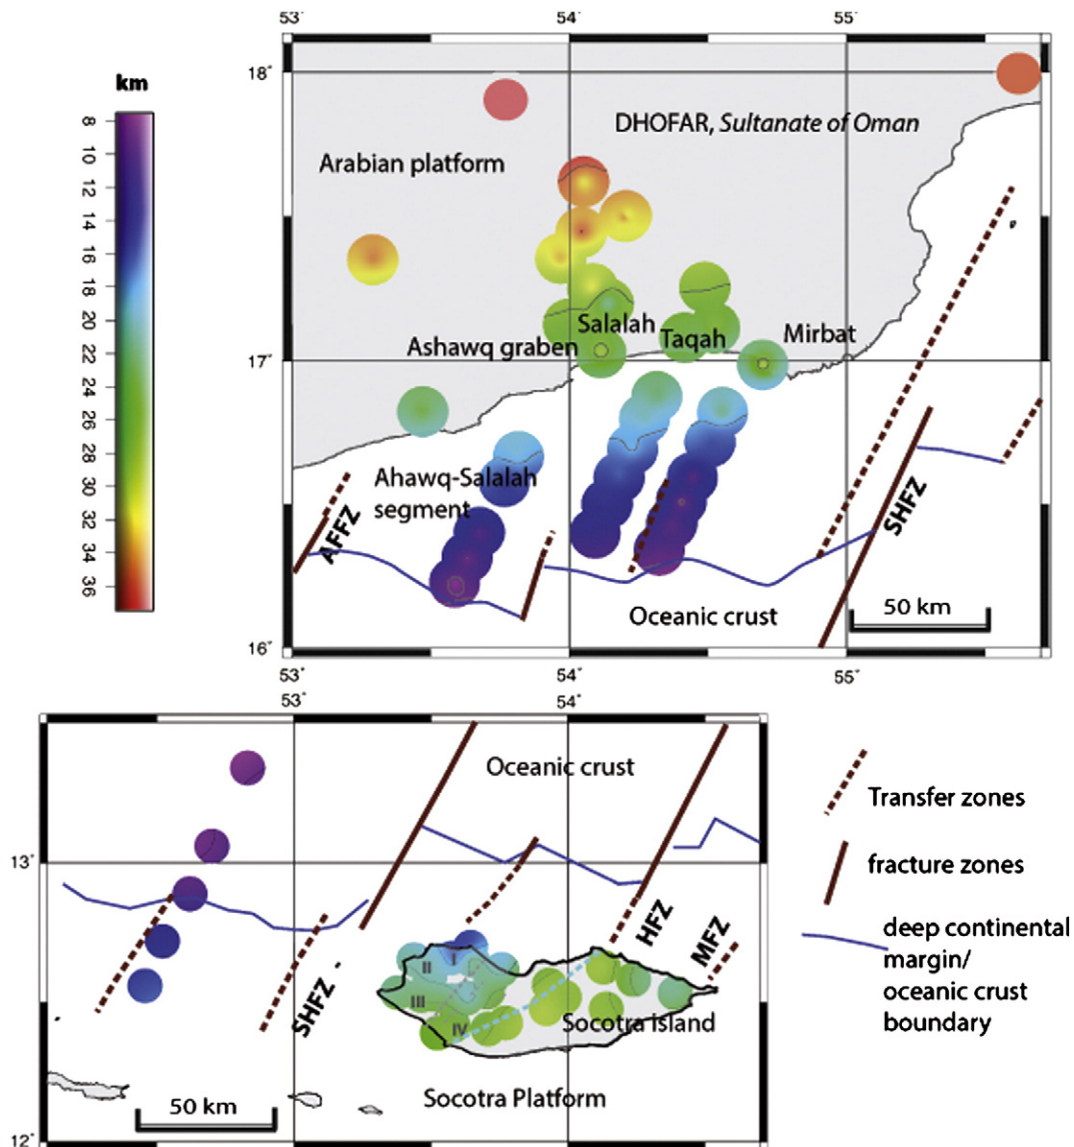 53°
54°
55°
km
8
10
12
14
16
18
20
22
24
26
28
30
32
34
36
18°
17°
16°
DHOFAR, Sultanate of Oman
Arabian platform
Salalah
Taqah
Mirbat
Ashawq graben
Ahawq-Salalah
segment
AFFZ
SHFZ
Oceanic crust
50 km
53°
54°
55°
53°
54°
13°
12°
Oceanic crust
SHFZ
HFZ
MFZ
I
II
III
IV
Socotra Island
Socotra Platform
50 km
Transfer zones
fracture zones
deep continental
margin/
oceanic crust
boundary